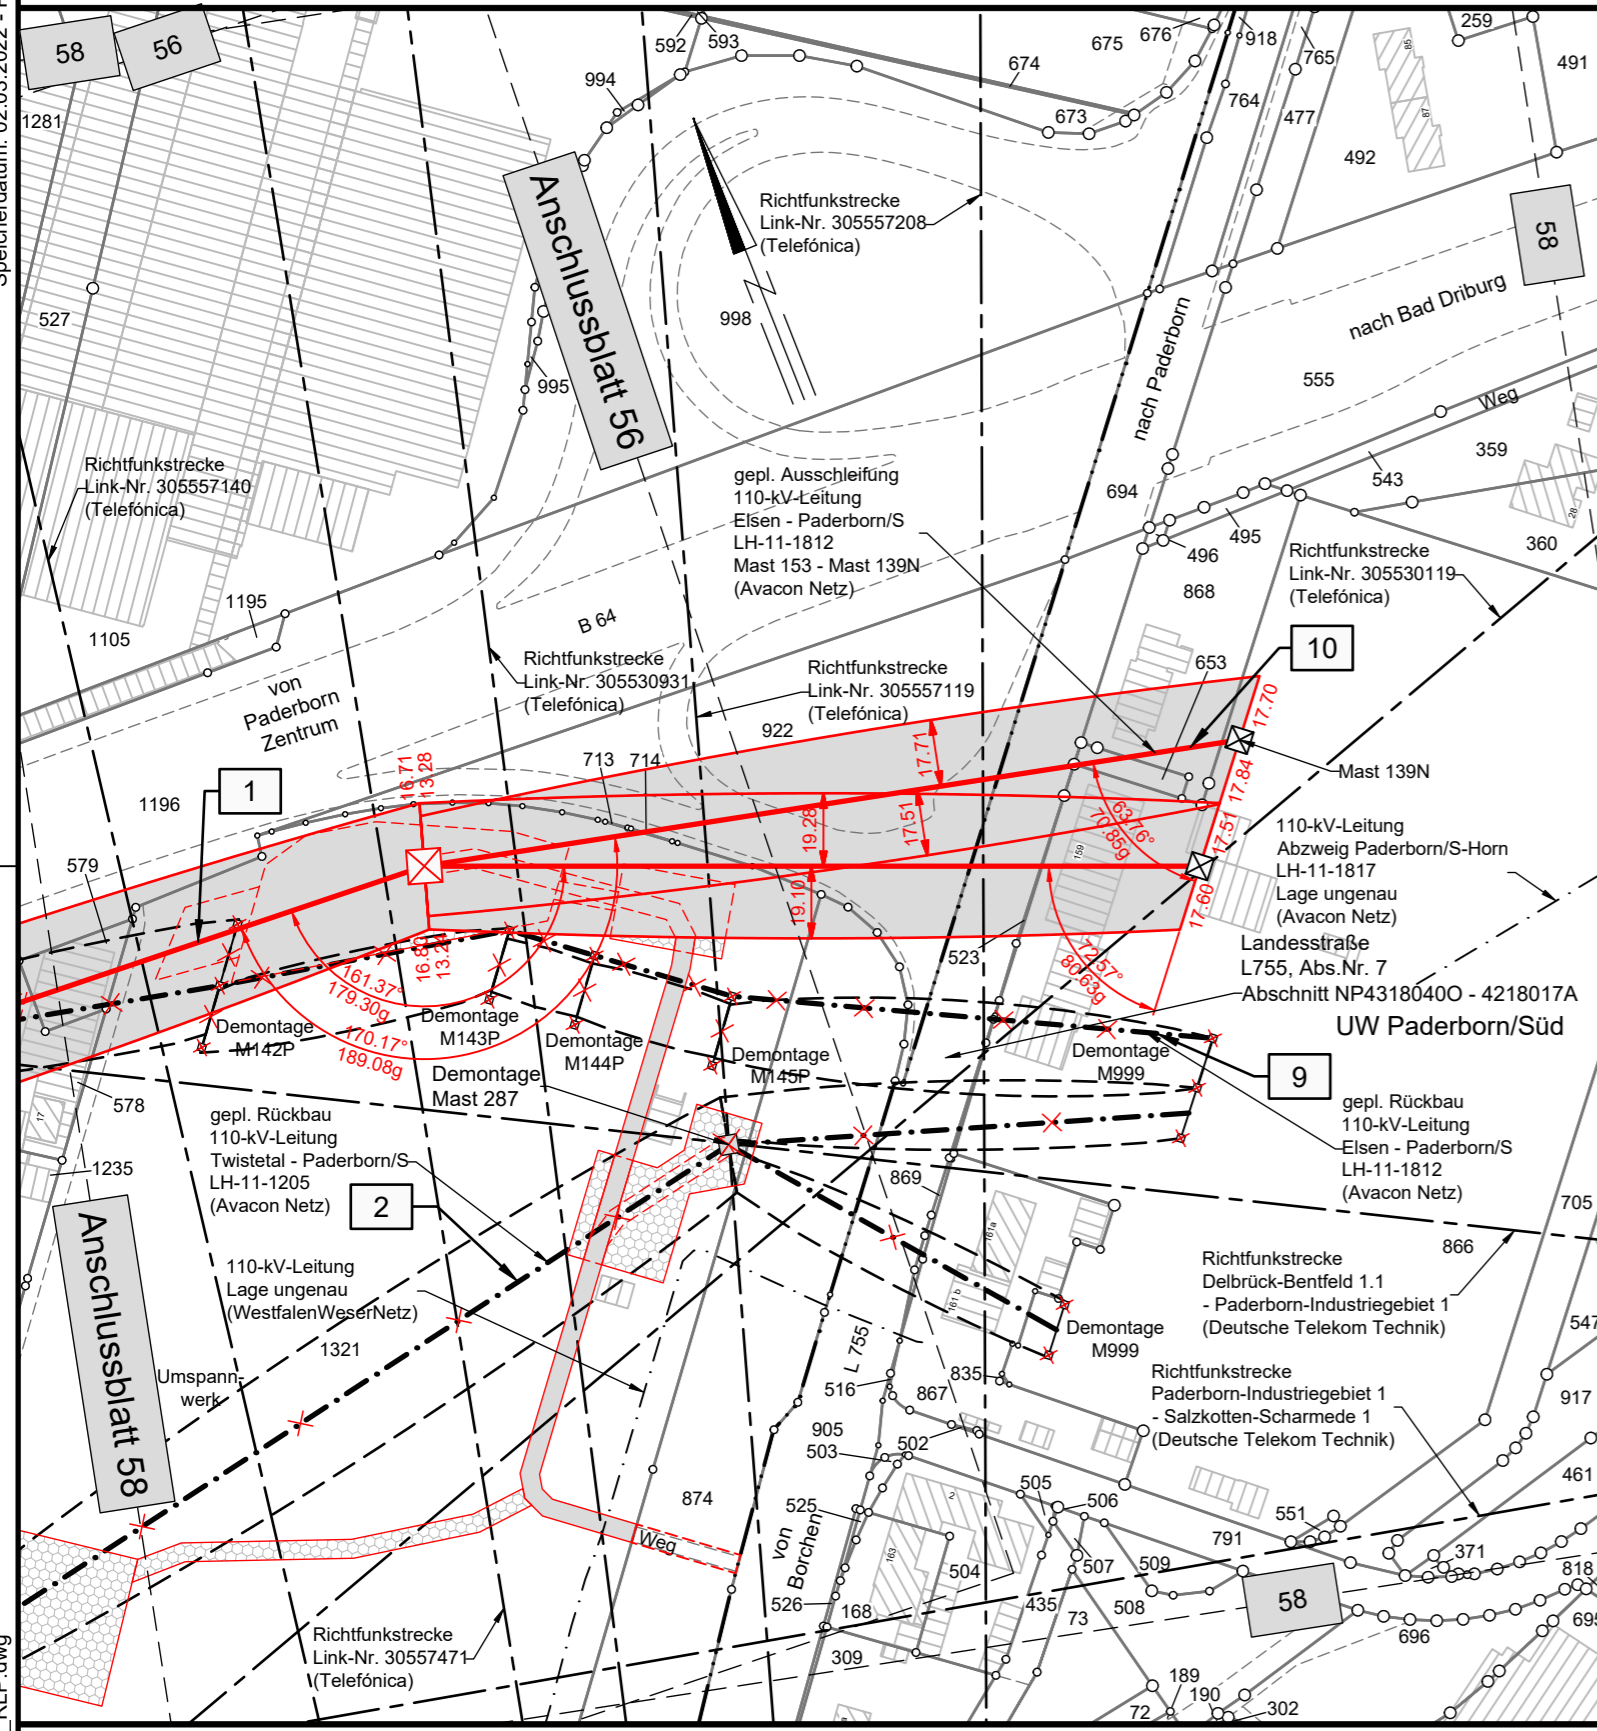 58
56
Anschlussblatt 56
58
592
593
994
674
673
675
676
918
765
764
477
259
491
492
1281
527
995
998
Richtfunkstrecke
Link-Nr. 305557208
(Telefónica)
nach Paderborn
nach Bad Driburg
555
Weg
359
543
495
496
694
360
28
85
87
Richtfunkstrecke
Link-Nr. 305557140
(Telefónica)
gepl. Ausschleifung
110-kV-Leitung
Elsen - Paderborn/S
LH-11-1812
Mast 153 - Mast 139N
(Avacon Netz)
Richtfunkstrecke
Link-Nr. 305530119
(Telefónica)
868
1195
1105
B 64
von
Paderborn
Zentrum
Richtfunkstrecke
Link-Nr. 305530931
(Telefónica)
Richtfunkstrecke
Link-Nr. 305557119
(Telefónica)
922
653
10
17.70
17.71
17.84
17.51
17.51
17.60
19.28
19.10
16.71
13.28
713
714
1
1196
579
Mast 139N
63.76°
70.85g
72.57°
80.63g
159
110-kV-Leitung
Abzweig Paderborn/S-Horn
LH-11-1817
Lage ungenau
(Avacon Netz)
Landesstraße
L755, Abs.Nr. 7
Abschnitt NP4318040O - 4218017A
UW Paderborn/Süd
523
161.37°
179.30g
170.17°
189.08g
Demontage
M142P
Demontage
M143P
Demontage
M144P
Demontage
M145P
Demontage
M999
Demontage
Mast 287
9
578
17
1235
gepl. Rückbau
110-kV-Leitung
Twistetal - Paderborn/S
LH-11-1205
(Avacon Netz)
2
gepl. Rückbau
110-kV-Leitung
Elsen - Paderborn/S
LH-11-1812
(Avacon Netz)
869
705
866
161a
161 b
Anschlussblatt 58
110-kV-Leitung
Lage ungenau
(WestfalenWeserNetz)
1321
Umspann-
werk
Richtfunkstrecke
Delbrück-Bentfeld 1.1
- Paderborn-Industriegebiet 1
(Deutsche Telekom Technik)
547
Demontage
M999
L 755
516
867
835
Richtfunkstrecke
Paderborn-Industriegebiet 1
- Salzkotten-Scharmede 1
(Deutsche Telekom Technik)
917
905
503
502
461
874
525
505
506
551
791
371
2
163
Weg
von
Borchen
504
507
509
508
818
526
168
435
73
58
696
309
Richtfunkstrecke
Link-Nr. 30557471
(Telefónica)
189
190
72
302